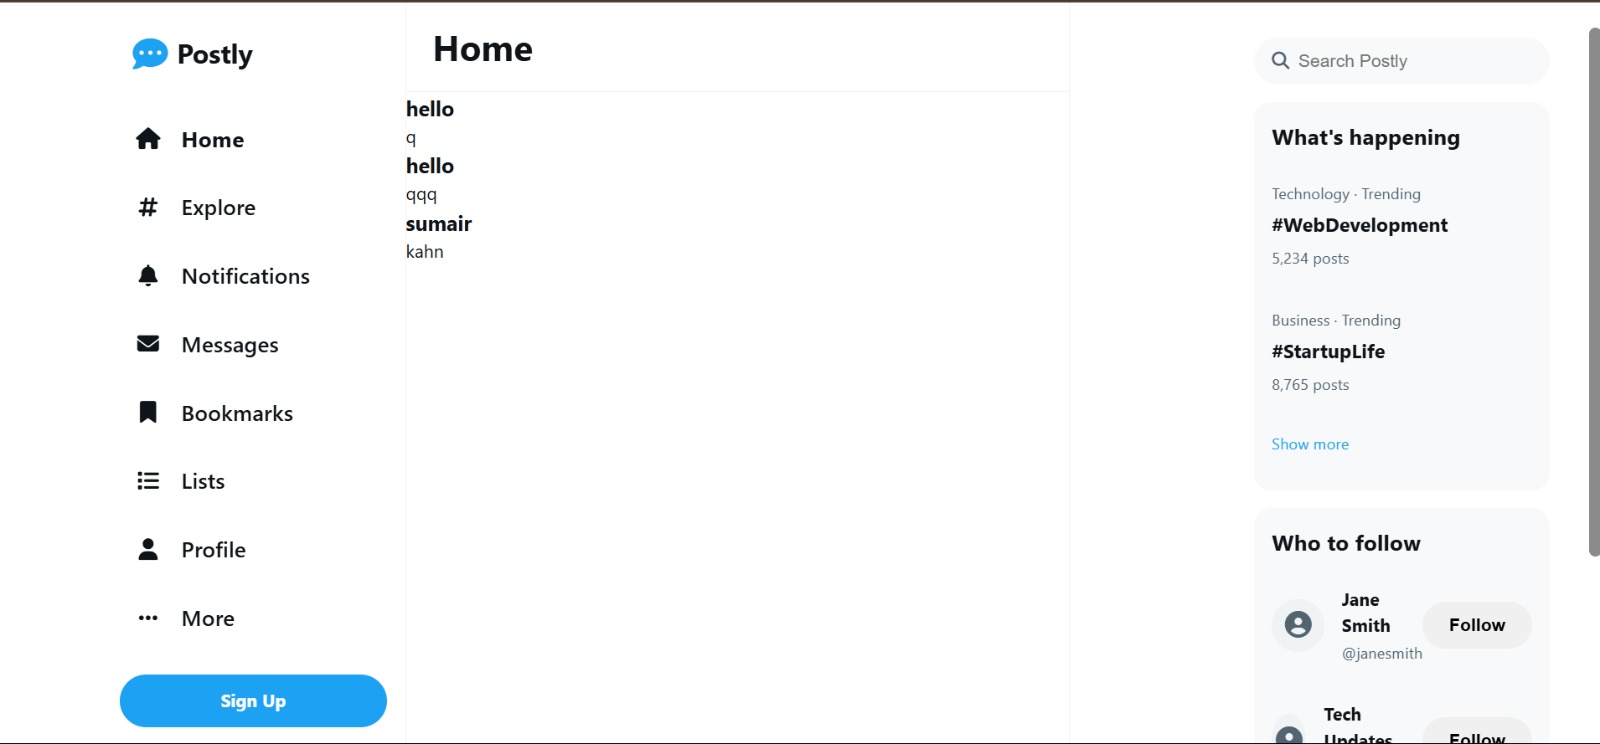 Postly
Home
Explore
Notifications
Messages
Bookmarks
Lists
Profile
More
Sign Up
Home
hello
q
hello
qqq
sumair
kahn
Search Postly
What's happening
Technology · Trending
#WebDevelopment
5,234 posts
Business · Trending
#StartupLife
8,765 posts
Show more
Who to follow
Jane
Smith
@janesmith
Follow
Tech
Updates
Follow